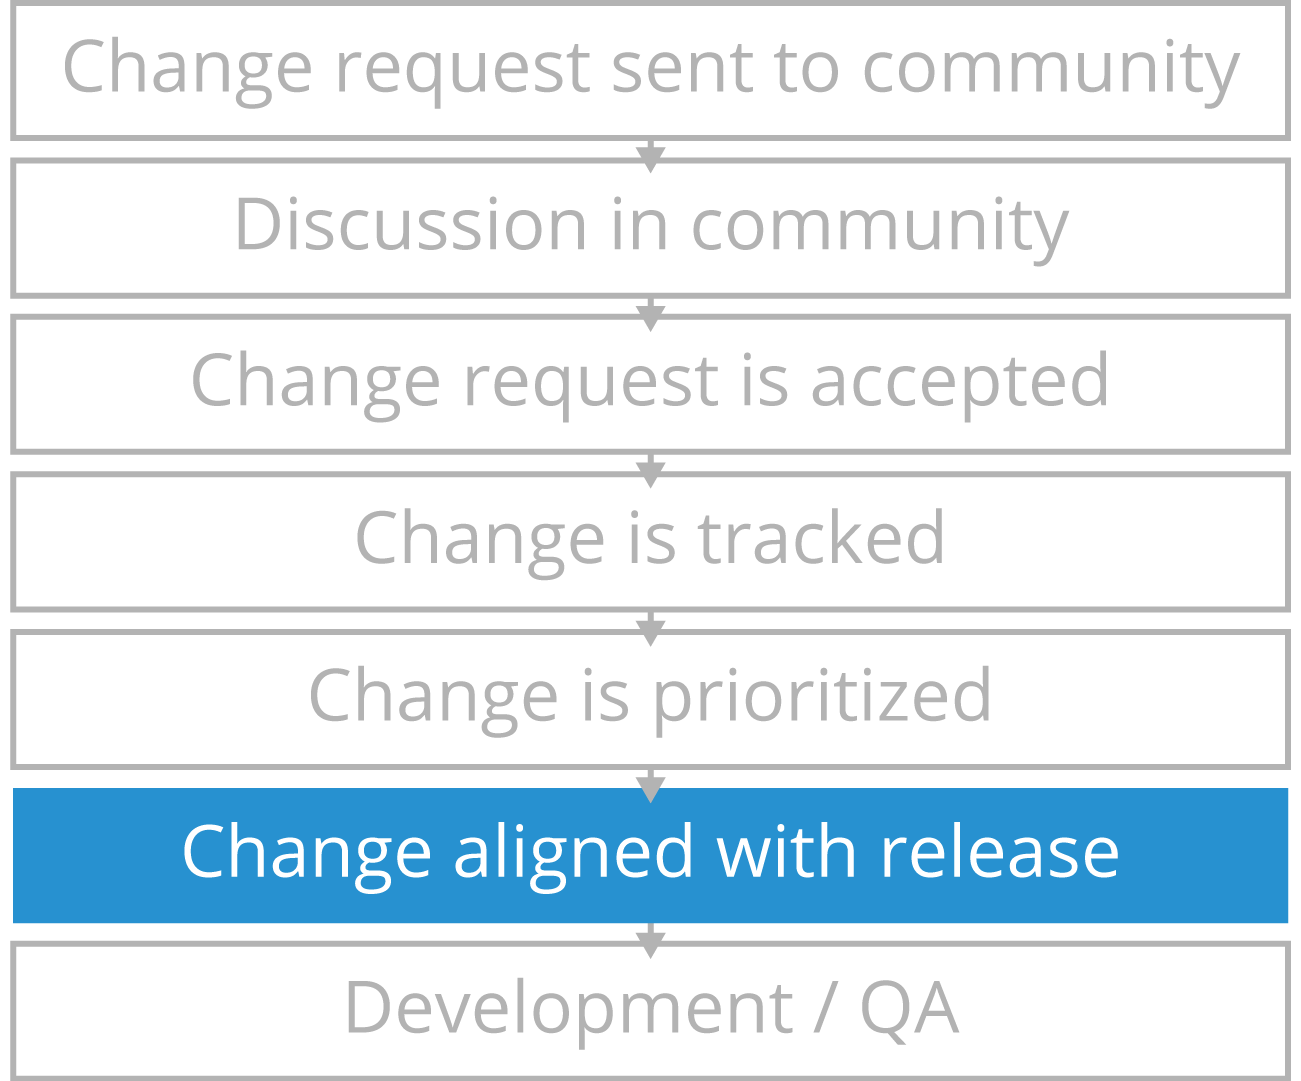 Change request sent to community
Discussion in community
Change request is accepted
Change is tracked
Change is prioritized
Change aligned with release
Development / QA